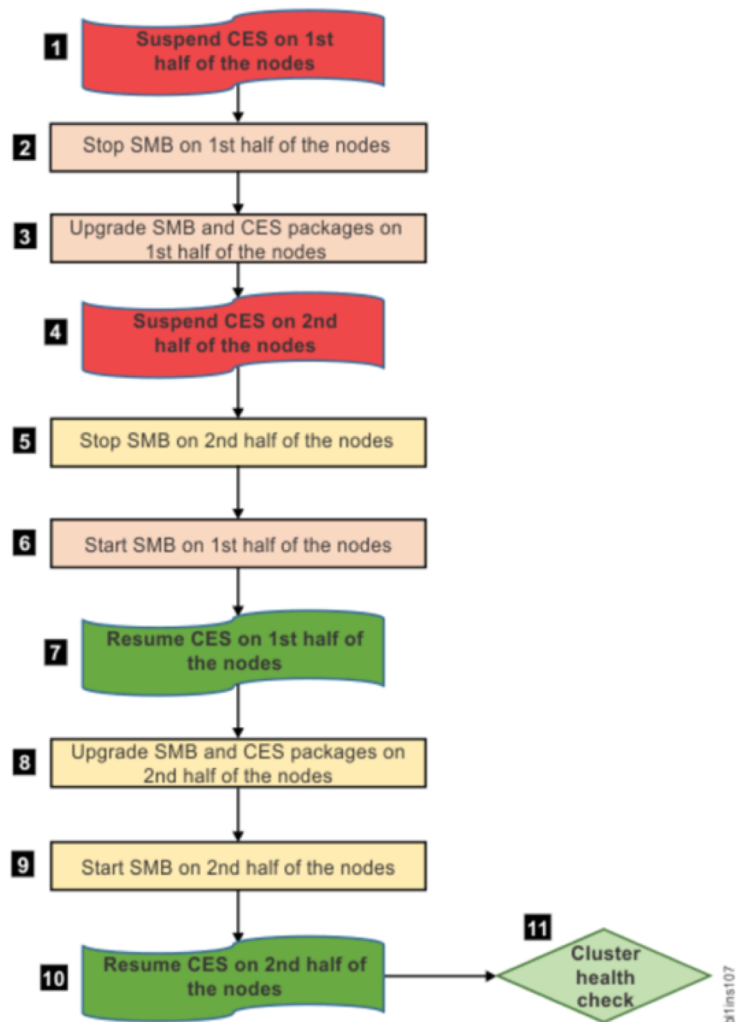 1
Suspend CES on 1st
half of the nodes
2
Stop SMB on 1st half of the nodes
3
Upgrade SMB and CES packages on
1st half of the nodes
4
Suspend CES on 2nd
half of the nodes
5
Stop SMB on 2nd half of the nodes
6
Start SMB on 1st half of the nodes
7
Resume CES on 1st half of
the nodes
8
Upgrade SMB and CES packages on
2nd half of the nodes
9
Start SMB on 2nd half of the nodes
10
Resume CES on 2nd half of
the nodes
11
Cluster
health
check